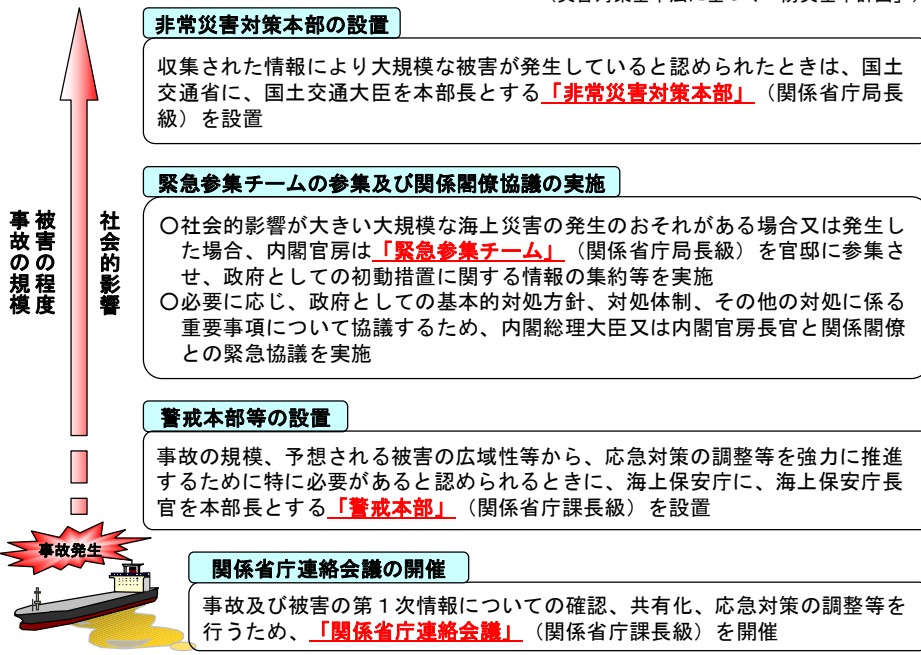 非常災害対策本部の設置
収集された情報により大規模な被害が発生していると認められたときは、国土
交通省に、国土交通大臣を本部長とする「非常災害対策本部」（関係省庁局長
級）を設置
緊急参集チームの参集及び関係閣僚協議の実施
〇社会的影響が大きい大規模な海上災害の発生のおそれがある場合又は発生し
た場合、内閣官房は「緊急参集チーム」（関係省庁局長級）を官邸に参集さ
せ、政府としての初動措置に関する情報の集約等を実施
〇必要に応じ、政府としての基本的対処方針、対処体制、その他の対処に係る
重要事項について協議するため、内閣総理大臣又は内閣官房長官と関係閣僚
との緊急協議を実施
事故の規模
被害の程度
社会的影響
警戒本部等の設置
事故の規模、予想される被害の広域性等から、応急対策の調整等を強力に推進
するために特に必要があると認められるときに、海上保安庁に、海上保安庁長
官を本部長とする「警戒本部」（関係省庁課長級）を設置
事故発生
関係省庁連絡会議の開催
事故及び被害の第１次情報についての確認、共有化、応急対策の調整等を
行うため、「関係省庁連絡会議」（関係省庁課長級）を開催